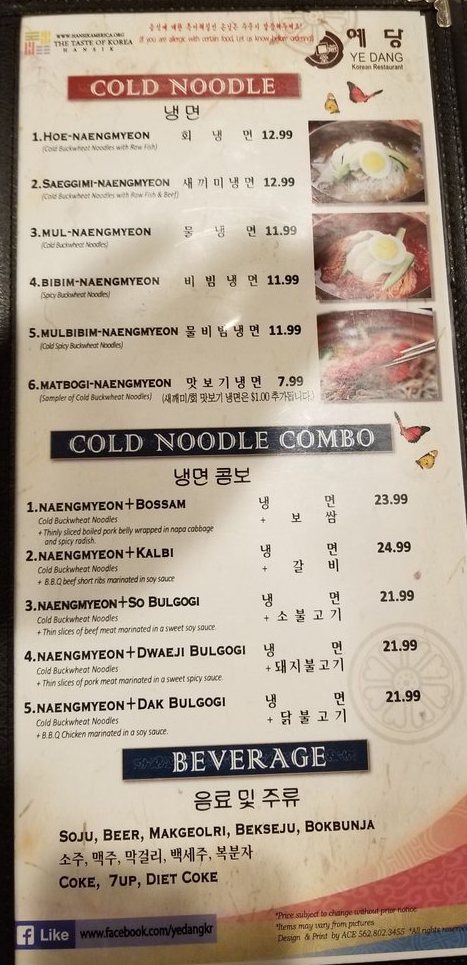 WWW.HANSIKAMERICA.ORG
THE TASTE OF KOREA
HANSIK
음식에 대한 특이체질인 손님은 주문시 말씀해주세요!
(If you are allergic with certain food, Let us know before ordering)
예 당
YE DANG
Korean Restaurant
COLD NOODLE
냉면
1.HOE-NAENGMYEON 회 냉 면 12.99
(Cold Buckwheat Noodles with Raw Fish)
2.SAEGGIMI-NAENGMYEON 새끼미냉면 12.99
(Cold Buckwheat Noodles with Raw Fish & Beef)
3.MUL-NAENGMYEON 물 냉 면 11.99
(Cold Buckwheat Noodles)
4.BIBIM-NAENGMYEON 비 빔 냉 면 11.99
(Spicy Buckwheat Noodles)
5.MULBIBIM-NAENGMYEON 물비빔냉면 11.99
(Cold Spicy Buckwheat Noodles)
6.MATBOGI-NAENGMYEON 맛보기냉면 7.99
(Sampler of Cold Buckwheat Noodles) (새끼미/회 맛보기 냉면은 $1.00 추가됩니다.)
COLD NOODLE COMBO
냉면 콤보
1.NAENGMYEON+BOSSAM 냉 면 23.99
Cold Buckwheat Noodles + 보 쌈
+ Thinly sliced boiled pork belly wrapped in napa cabbage
and spicy radish.
2.NAENGMYEON+KALBI 냉 면 24.99
Cold Buckwheat Noodles + 갈 비
+ B.B.Q beef short ribs marinated in soy sauce
3.NAENGMYEON+SO BULGOGI 냉 면 21.99
Cold Buckwheat Noodles + 소 불 고 기
+ Thin slices of beef meat marinated in a sweet soy sauce.
4.NAENGMYEON+DWAEJI BULGOGI 냉 면 21.99
Cold Buckwheat Noodles + 돼지불고기
+ Thin slices of pork meat marinated in a sweet spicy sauce.
5.NAENGMYEON+DAK BULGOGI 냉 면 21.99
Cold Buckwheat Noodles + 닭 불 고 기
+ B.B.Q Chicken marinated in a soy sauce.
BEVERAGE
음료 및 주류
SOJU, BEER, MAKGEOLRI, BEKSEJU, BOKBUNJA
소주, 맥주, 막걸리, 백세주, 복분자
COKE, 7UP, DIET COKE
f Like www.facebook.com/yedangkr
*Price subject to change without prior notice.
*Items may vary from pictures
Design & Print by ACE 562.802.3455 *All rights reserved